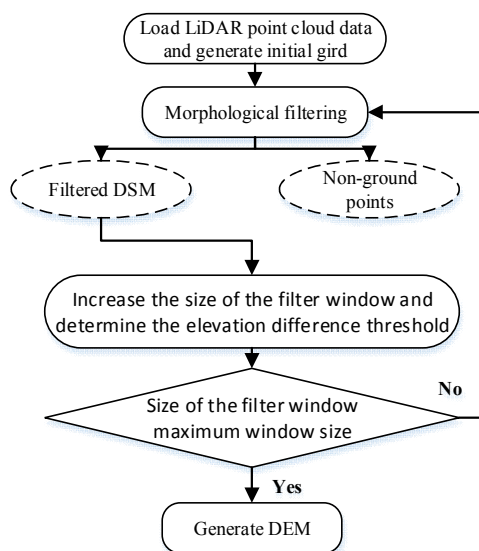 Load LiDAR point cloud data
and generate initial gird
Morphological filtering
Filtered DSM
Non-ground
points
Increase the size of the filter window and
determine the elevation difference threshold
No
Size of the filter window
maximum window size
Yes
Generate DEM